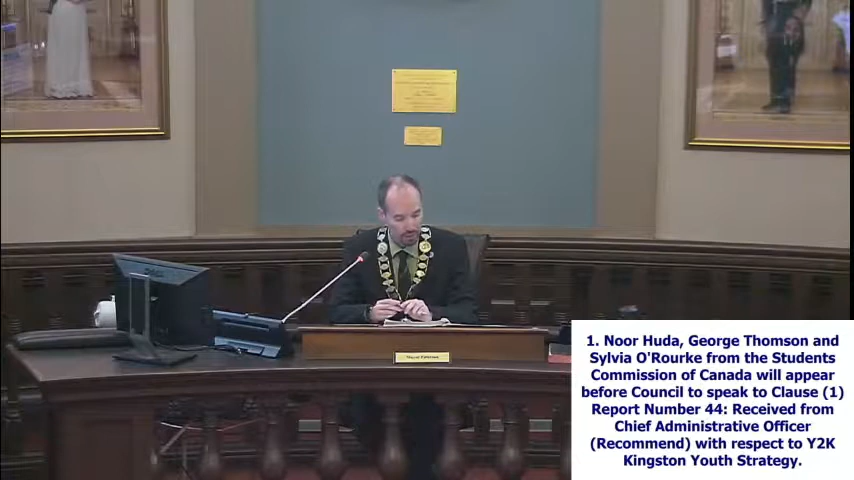 Mayor Paterson
1. Noor Huda, George Thomson and
Sylvia O'Rourke from the Students
Commission of Canada will appear
before Council to speak to Clause (1)
Report Number 44: Received from
Chief Administrative Officer
(Recommend) with respect to Y2K
Kingston Youth Strategy.